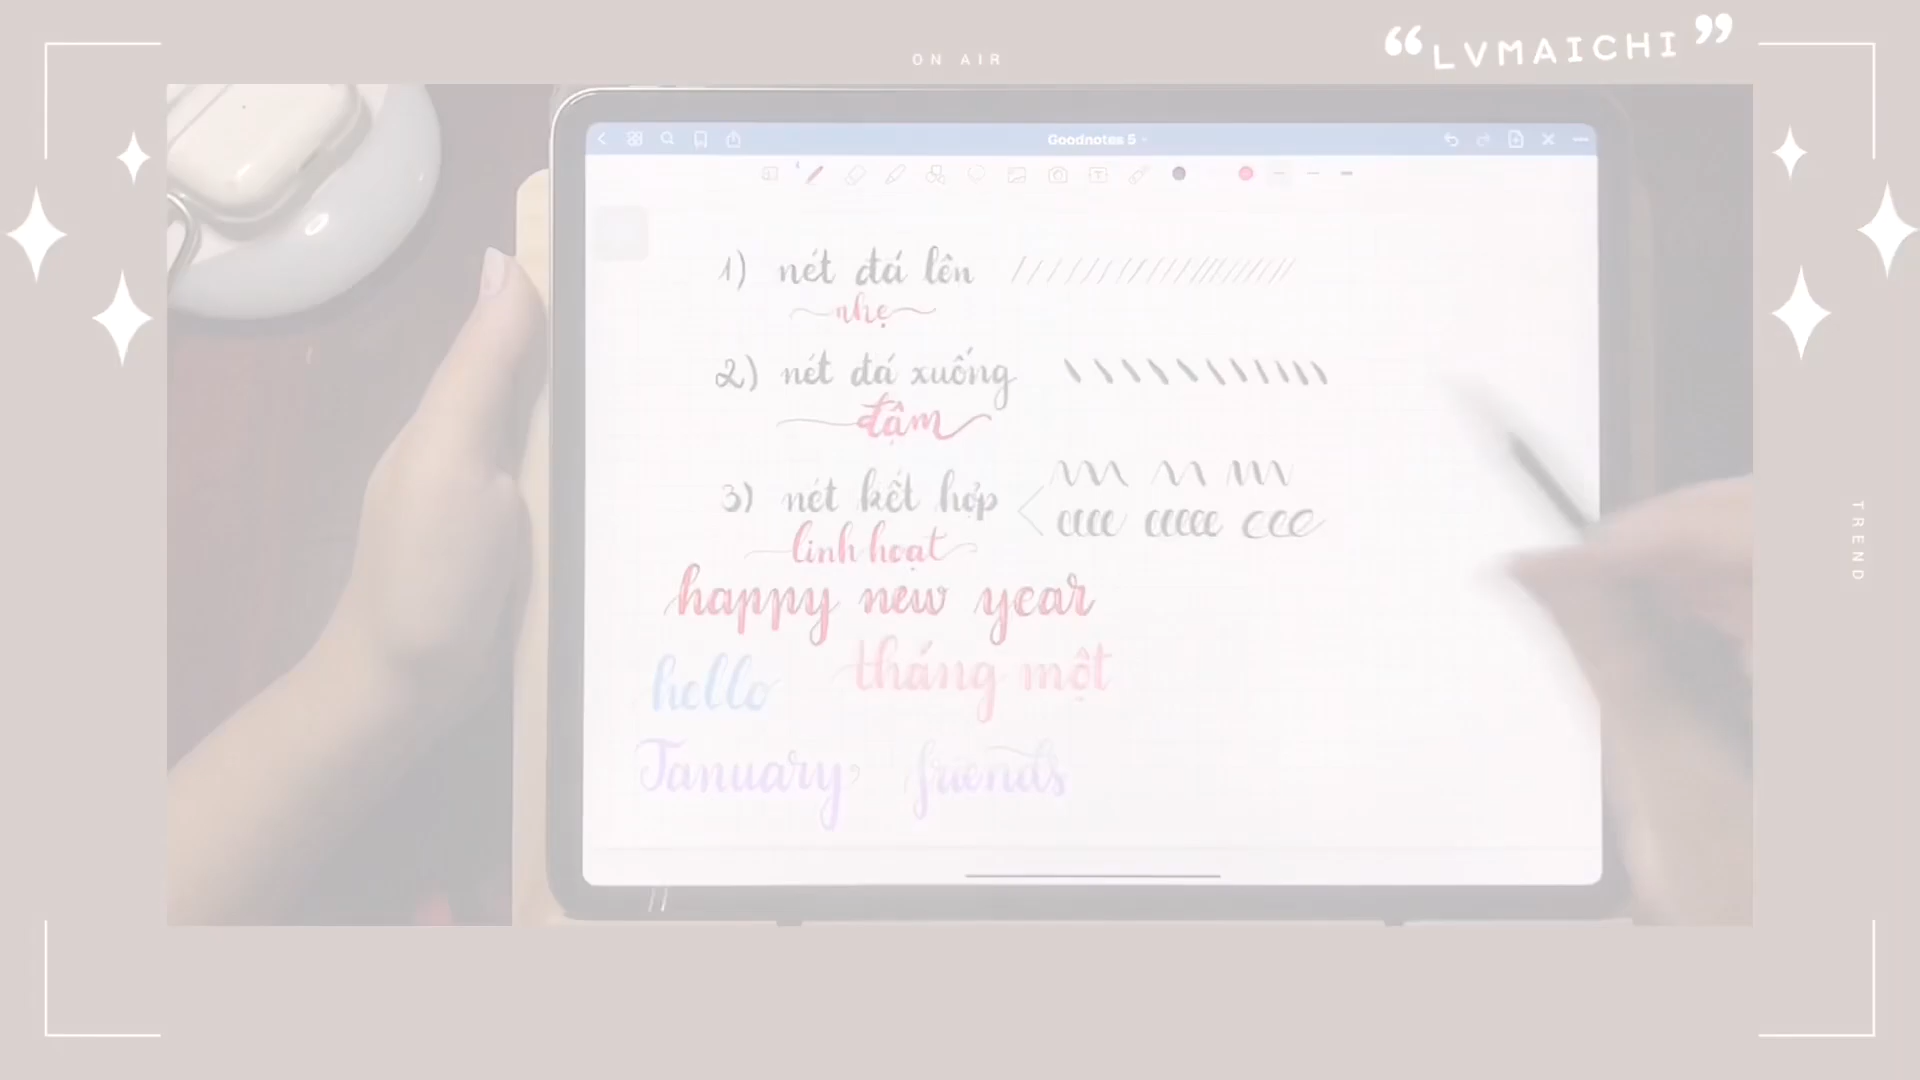 “LVMAICHI”
ON AIR
Goodnotes 5
1) nét đá lên
nhẹ
2) nét đá xuống
đậm
3) nét kết hợp
linh hoạt
happy new year
hello tháng một
January, friends
TREND